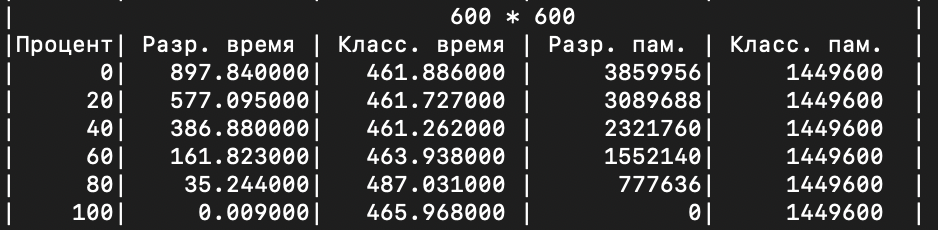 | 600 * 600 |
|Процент| Разр. время | Класс. время | Разр. пам. | Класс. пам. |
| 0| 897.840000| 461.886000 | 3859956| 1449600 |
| 20| 577.095000| 461.727000 | 3089688| 1449600 |
| 40| 386.880000| 461.262000 | 2321760| 1449600 |
| 60| 161.823000| 463.938000 | 1552140| 1449600 |
| 80| 35.244000| 487.031000 | 777636| 1449600 |
| 100| 0.009000| 465.968000 | 0| 1449600 |